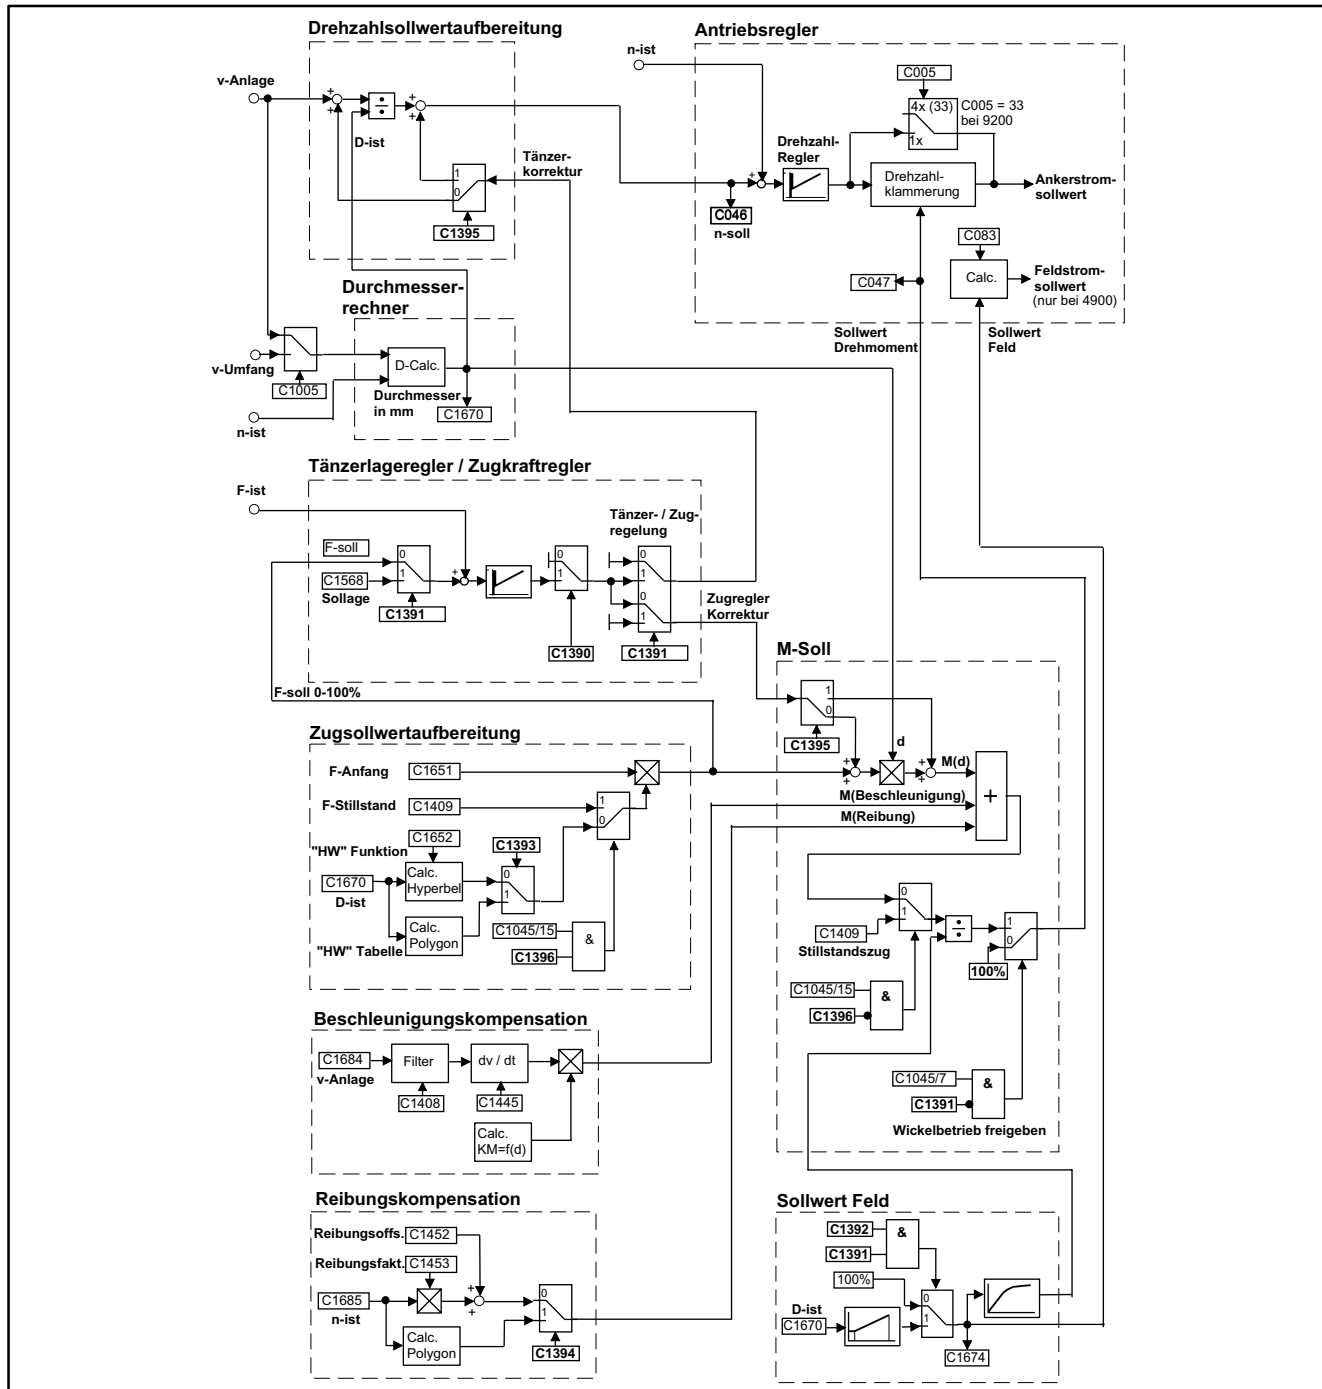 Drehzahlsollwertaufbereitung
v-Anlage
+
+
÷
+
+
D-ist
1
0
C1395
Tänzer-
korrektur
Antriebsregler
n-ist
C005
4x (33)
1x
C005 = 33
bei 9200
Drehzahl-
Regler
+
Drehzahl-
klammerung
Ankerstrom-
sollwert
C046
n-soll
C083
C047
Calc.
Feldstrom-
sollwert
(nur bei 4900)
Sollwert
Drehmoment
Sollwert
Feld
Durchmesser-
rechner
v-Umfang
C1005
D-Calc.
Durchmesser
in mm
C1670
n-ist
Tänzerlageregler / Zugkraftregler
F-ist
F-soll
0
1
C1568
Sollage
C1391
+
0
1
C1390
Tänzer- / Zug-
regelung
0
1
0
1
C1391
Zugregler
Korrektur
F-soll 0-100%
M-Soll
1
0
C1395
d
+
+
+
+
M(d)
M(Beschleunigung)
M(Reibung)
+
0
1
C1409
Stillstandszug
÷
1
0
100%
C1045/15
C1396
&
C1045/7
C1391
&
Wickelbetrieb freigeben
Zugsollwertaufbereitung
F-Anfang
C1651
F-Stillstand
C1409
1
0
C1652
"HW" Funktion
C1670
D-ist
Calc.
Hyperbel
C1393
0
1
Calc.
Polygon
"HW" Tabelle
C1045/15
C1396
&
Beschleunigungskompensation
C1684
v-Anlage
Filter
dv / dt
C1408
C1445
Calc.
KM=f(d)
Reibungskompensation
Reibungsoffs.
C1452
Reibungsfakt.
C1453
C1685
n-ist
+
+
0
1
Calc.
Polygon
C1394
Sollwert Feld
C1392
C1391
&
100%
D-ist
C1670
0
1
C1674